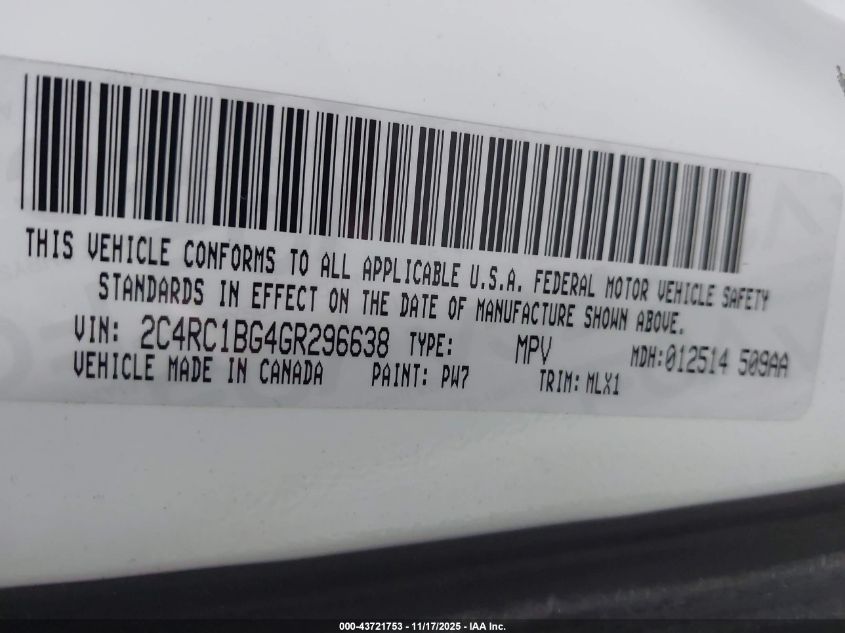 THIS VEHICLE CONFORMS TO ALL APPLICABLE U.S.A. FEDERAL MOTOR VEHICLE SAFETY
STANDARDS IN EFFECT ON THE DATE OF MANUFACTURE SHOWN ABOVE.
VIN: 2C4RC1BG4GR296638 TYPE: MPV MDH:012514 509AA
VEHICLE MADE IN CANADA PAINT: PW7 TRIM: MLX1
000-43721753 - 11/17/2025 - IAA Inc.